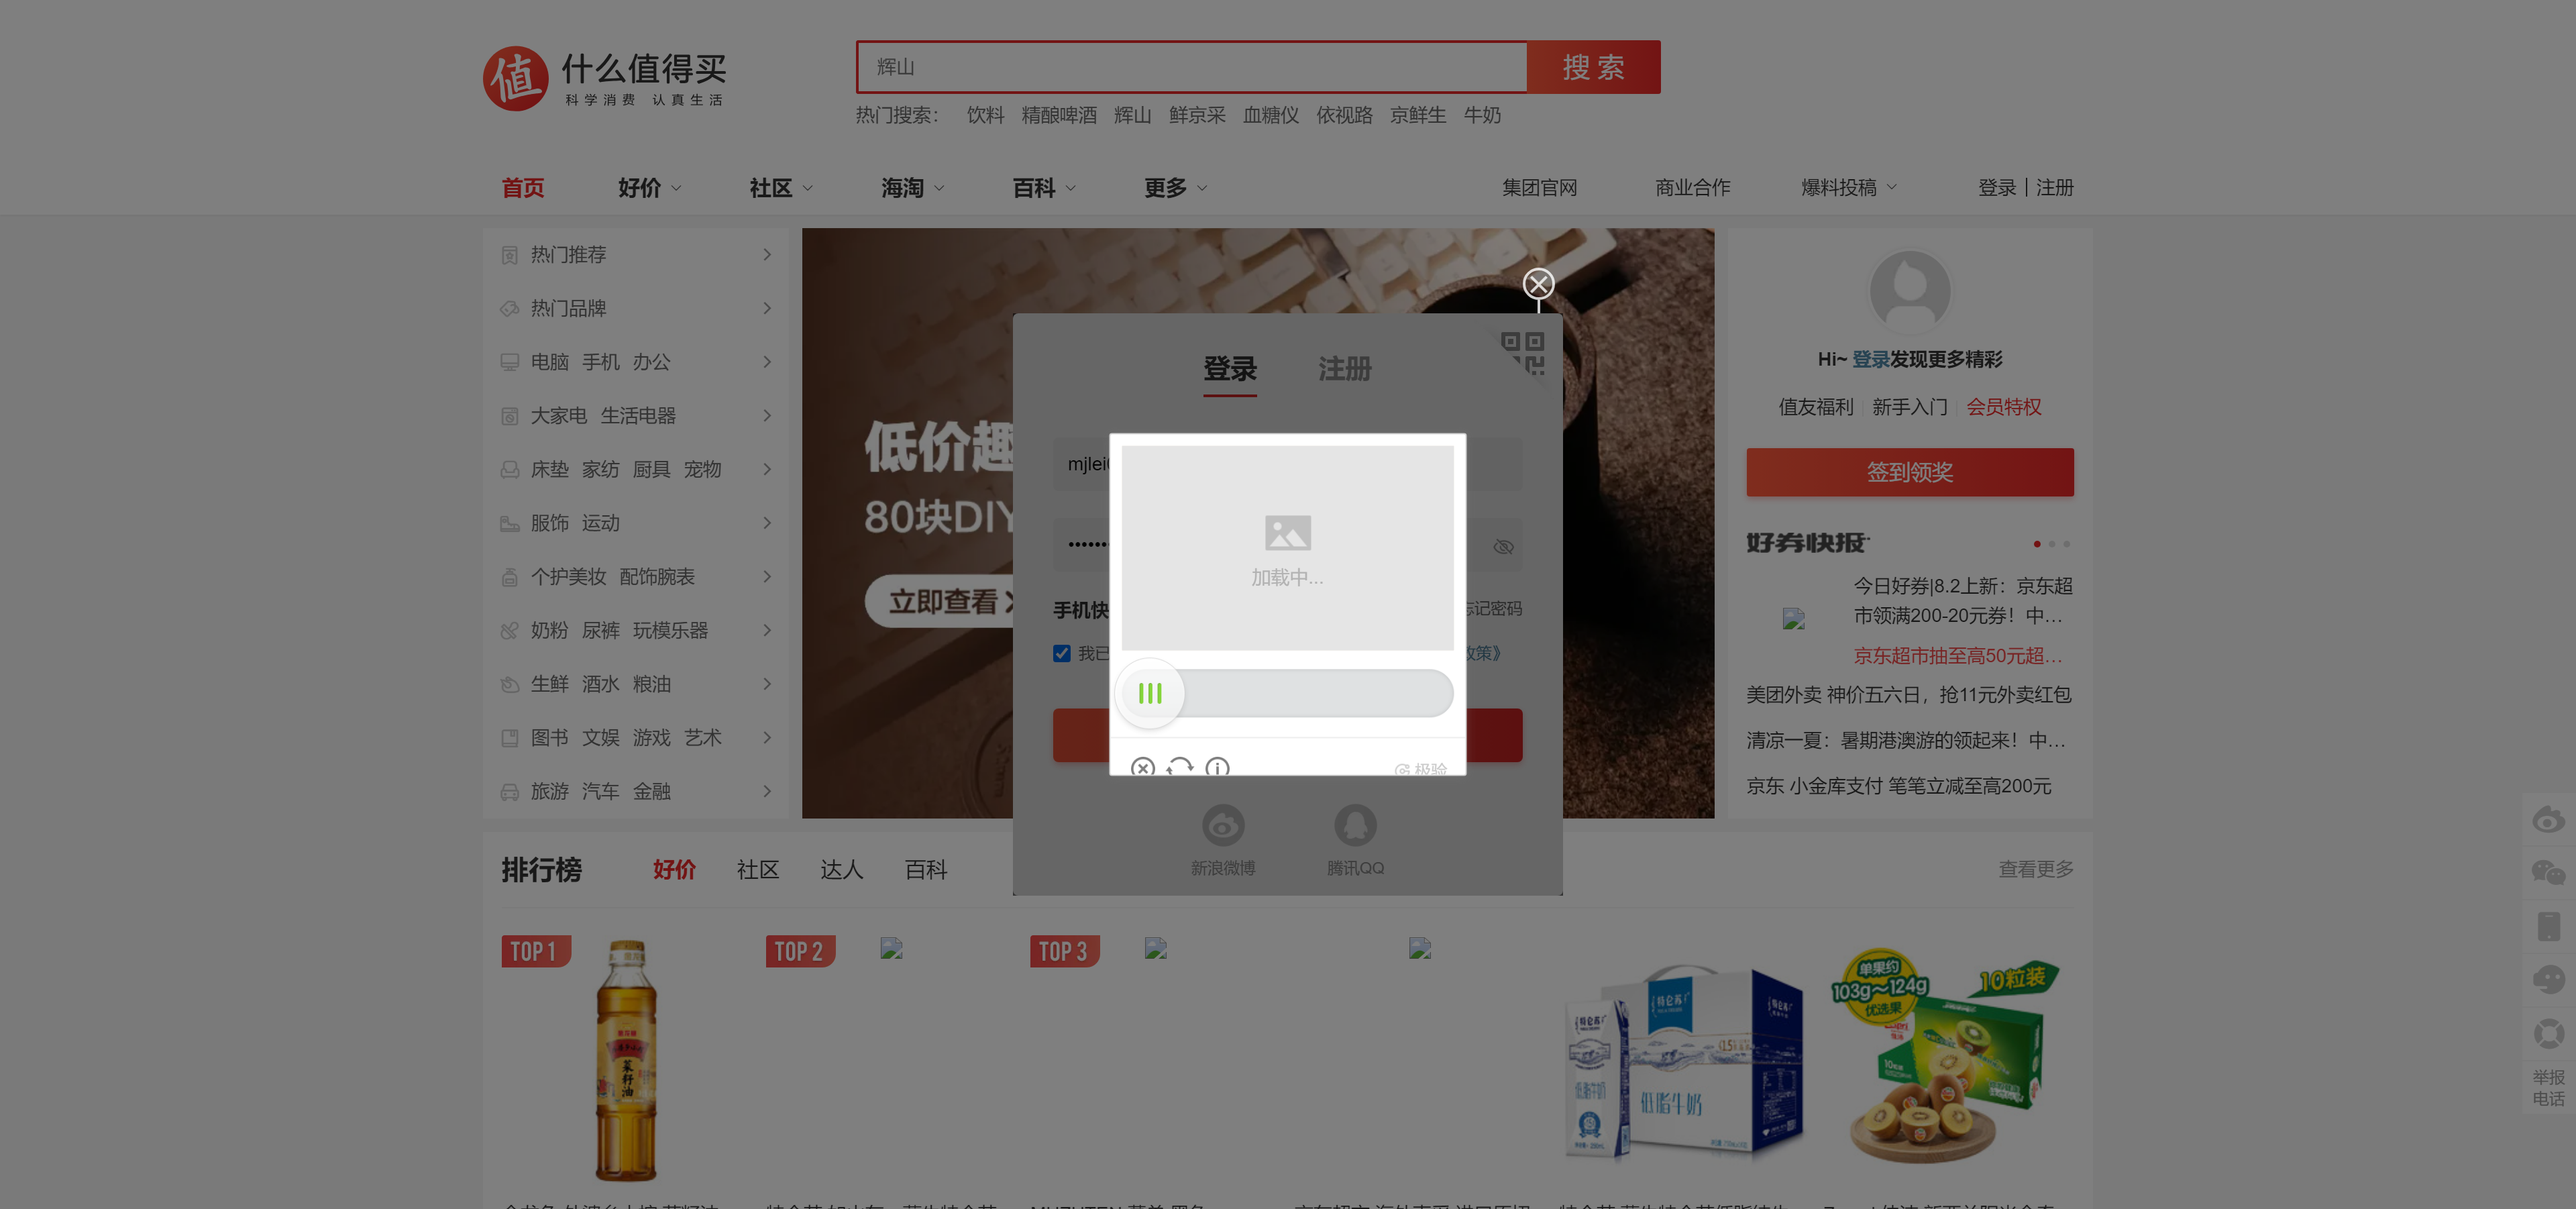 值 什么值得买
科学消费 认真生活
辉山
搜索
热门搜索： 饮料 精酿啤酒 辉山 鲜京采 血糖仪 依视路 京鲜生 牛奶
首页 好价 社区 海淘 百科 更多 集团官网 商业合作 爆料投稿 登录 | 注册
热门推荐
热门品牌
电脑 手机 办公
大家电 生活电器
床垫 家纺 厨具 宠物
服饰 运动
个护美妆 配饰腕表
奶粉 尿裤 玩模乐器
生鲜 酒水 粮油
图书 文娱 游戏 艺术
旅游 汽车 金融
低价趣
80块DIY
立即查看
登录 注册
mjlei
手机快
忘记密码
我已
政策》
加载中...
极验
新浪微博 腾讯QQ
Hi~ 登录发现更多精彩
值友福利 新手入门 会员特权
签到领奖
好券快报
今日好券|8.2上新：京东超
市领满200-20元券！中...
京东超市抽至高50元超...
美团外卖 神价五六日，抢11元外卖红包
清凉一夏：暑期港澳游的领起来！中...
京东 小金库支付 笔笔立减至高200元
排行榜 好价 社区 达人 百科 查看更多
TOP 1
TOP 2
TOP 3
菜籽油
特仑苏
低脂牛奶
单果约
103g～124g
优选果
10粒装
举报
电话